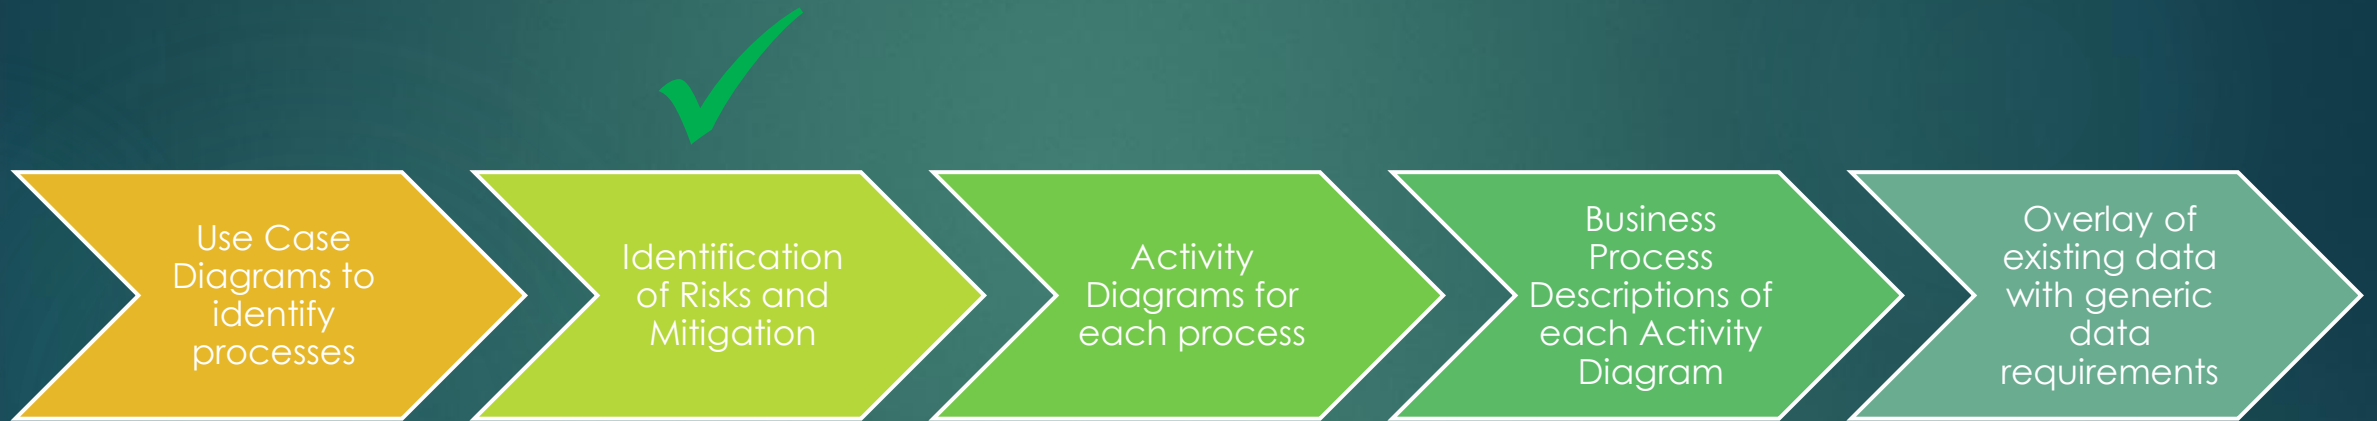 Use Case
Diagrams to
identify
processes
Identification
of Risks and
Mitigation
Activity
Diagrams for
each process
Business
Process
Descriptions of
each Activity
Diagram
Overlay of
existing data
with generic
data
requirements